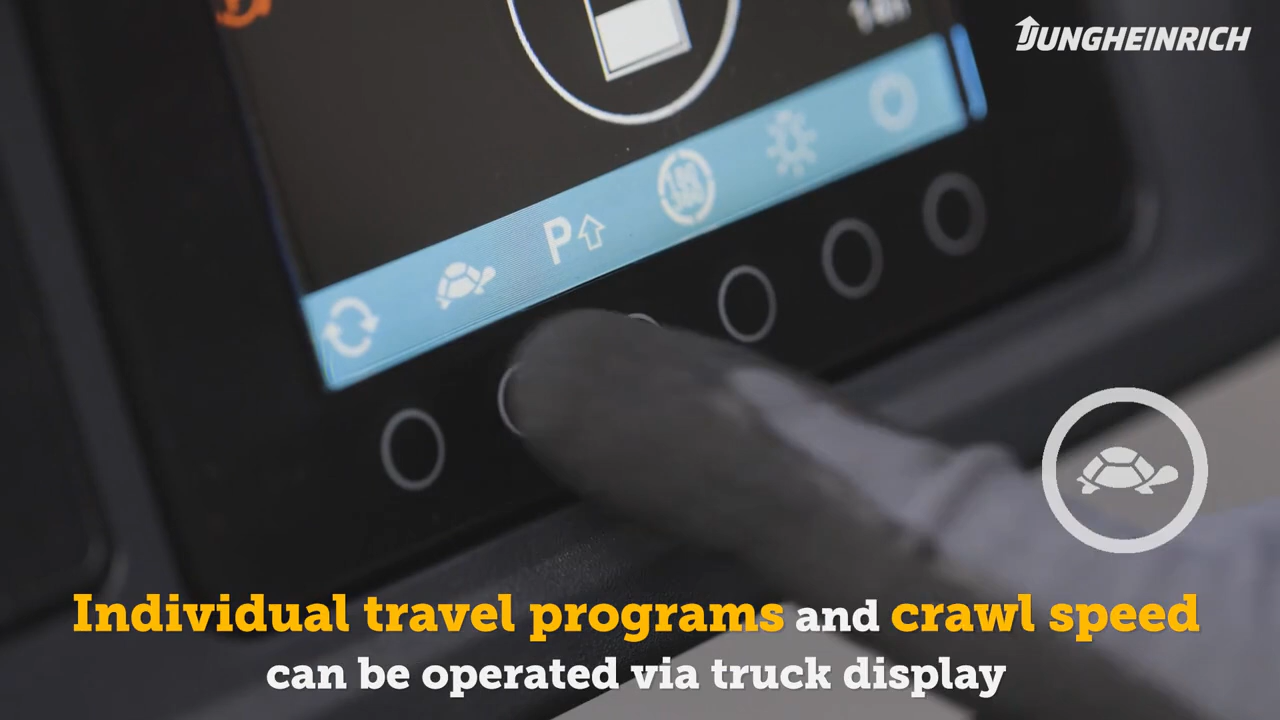 JUNGHEINRICH
P
Individual travel programs and crawl speed
can be operated via truck display